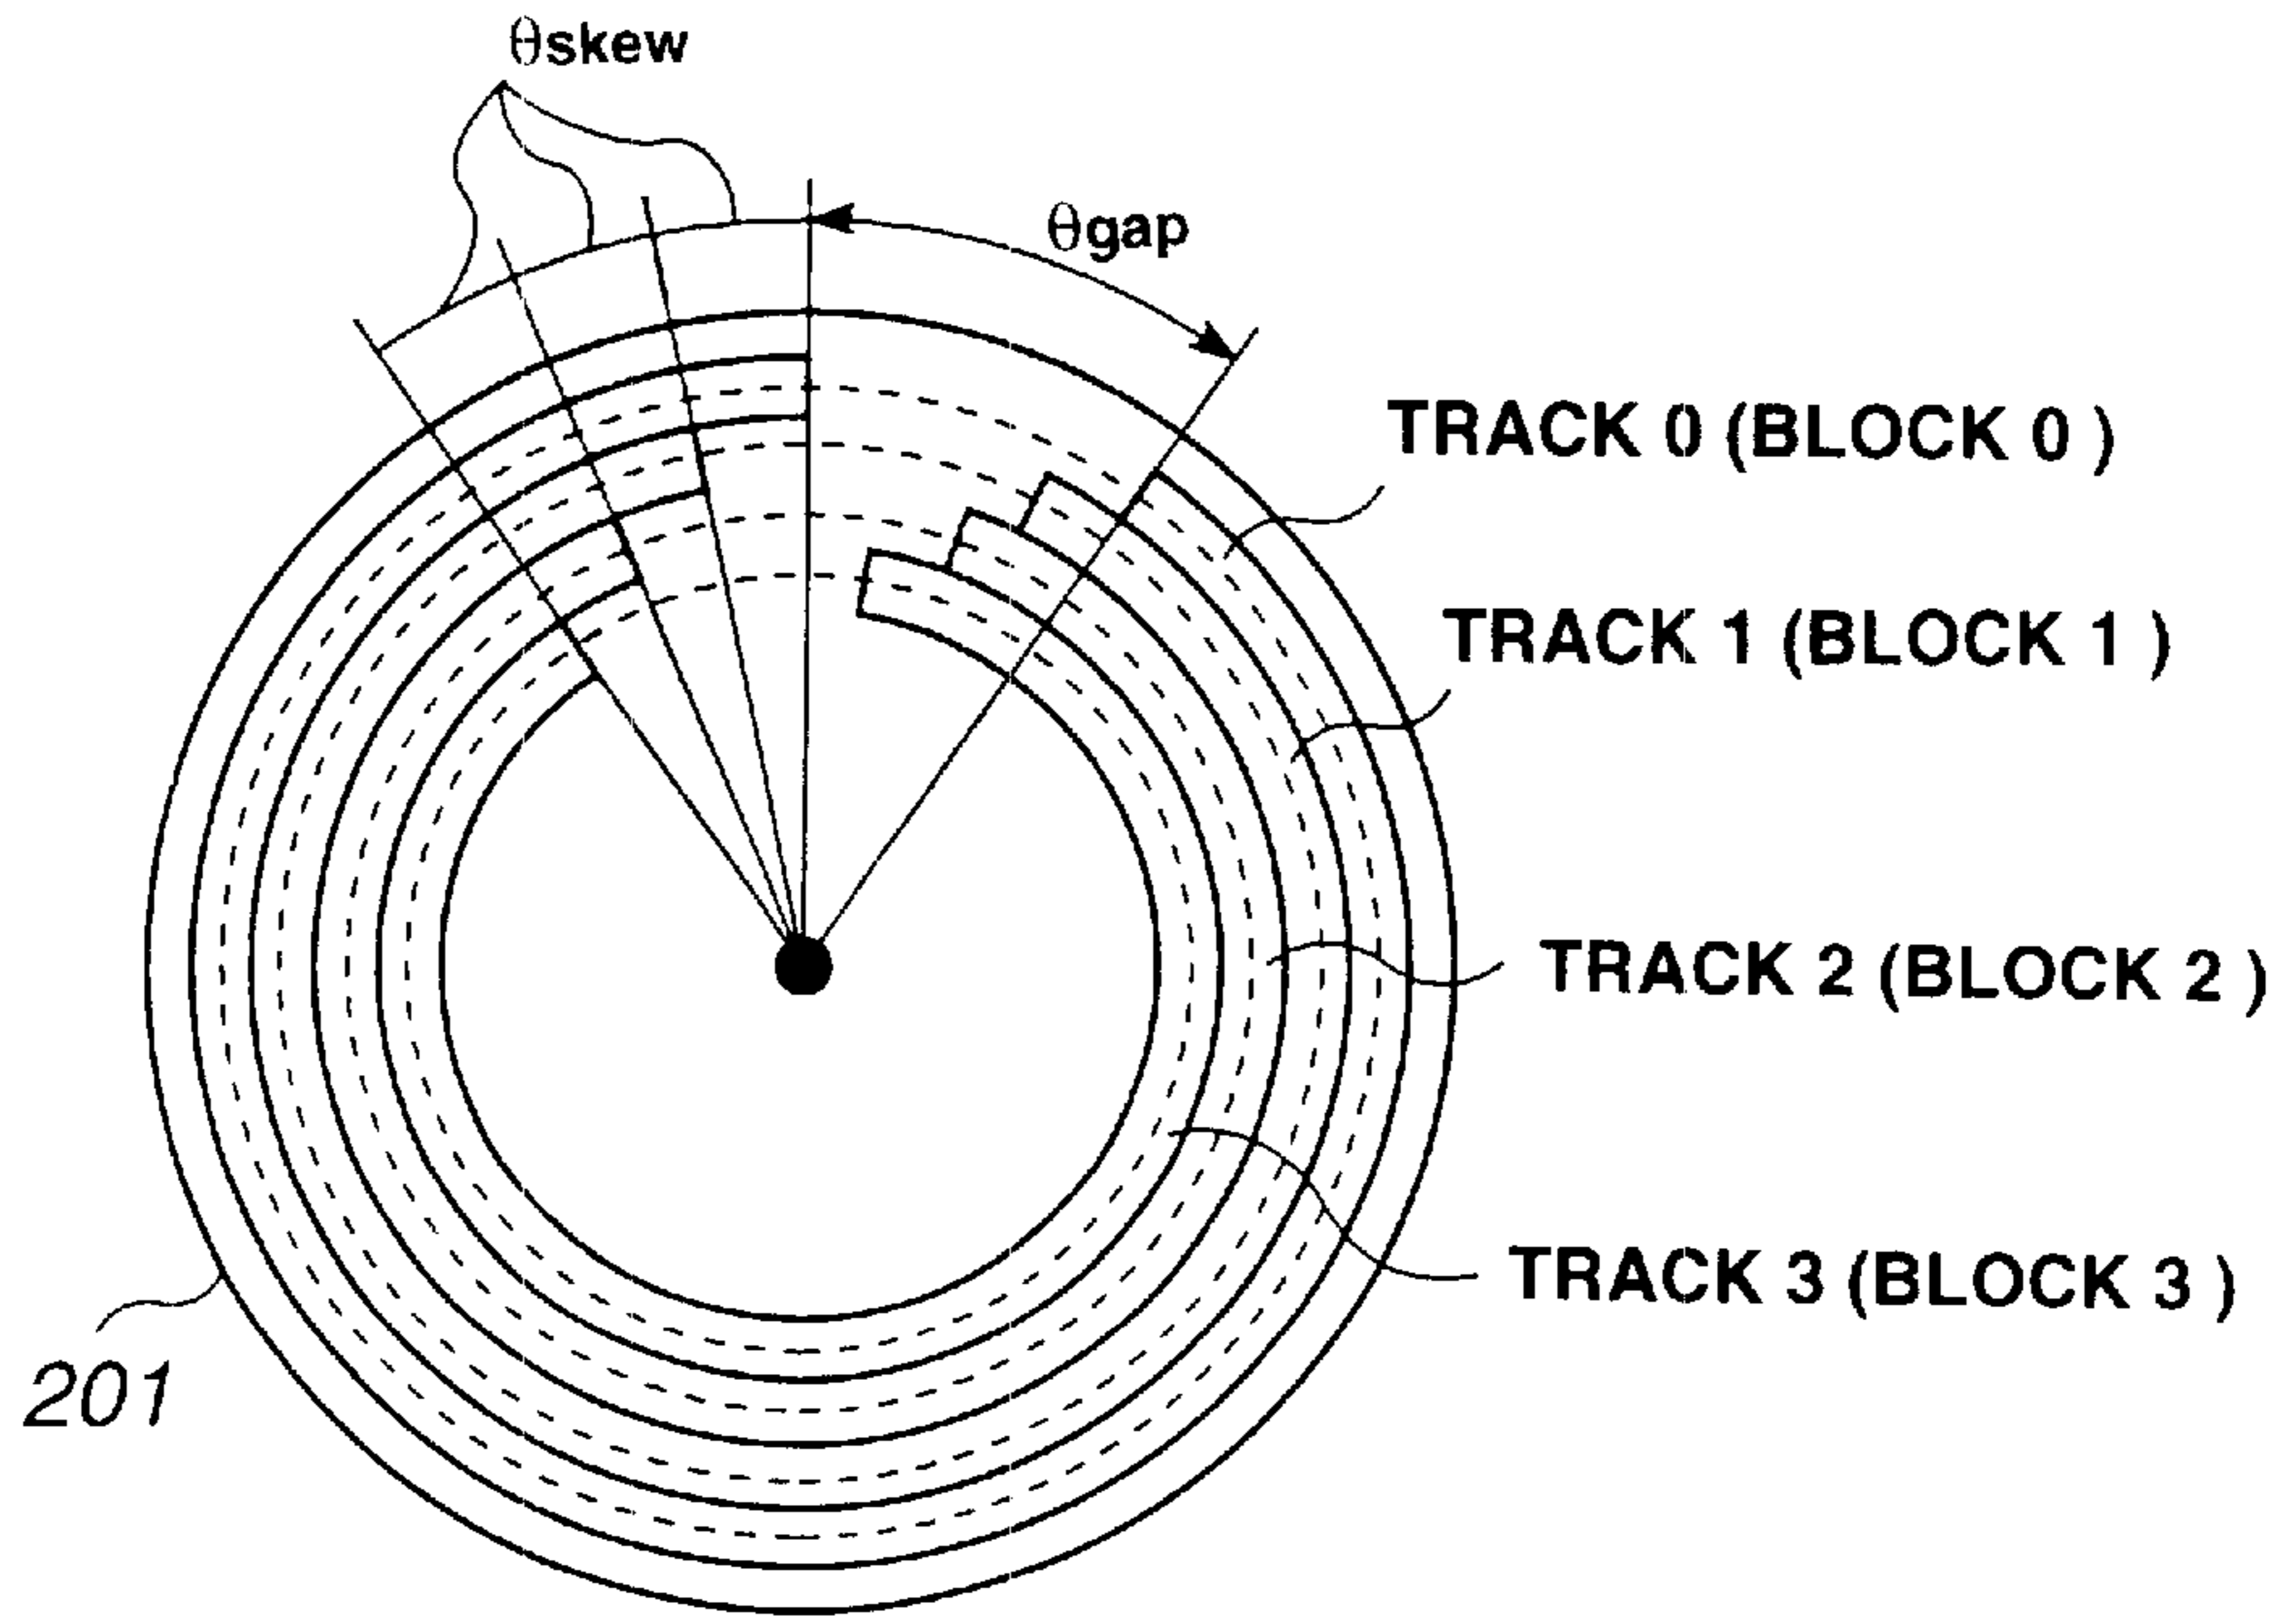 θskew
θgap
TRACK 0 (BLOCK 0 )
TRACK 1 (BLOCK 1 )
TRACK 2 (BLOCK 2 )
TRACK 3 (BLOCK 3 )
201